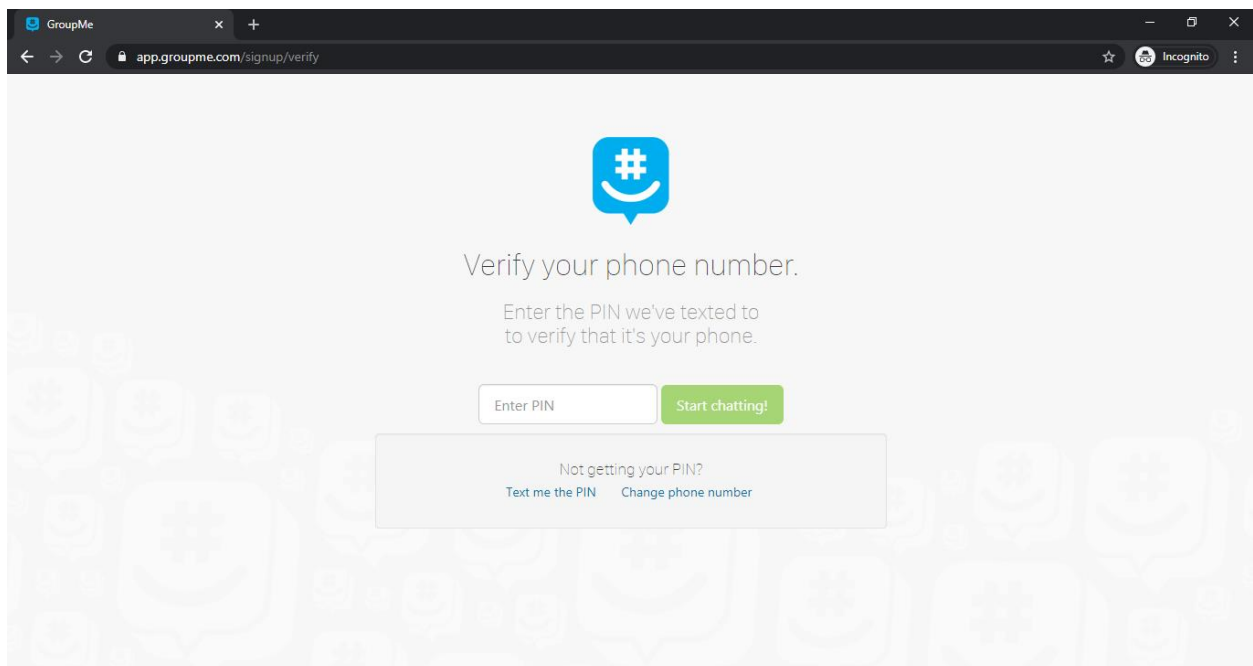 GroupMe
app.groupme.com/signup/verify
Incognito
Verify your phone number.
Enter the PIN we've texted to
to verify that it's your phone.
Enter PIN Start chatting!
Not getting your PIN?
Text me the PIN Change phone number